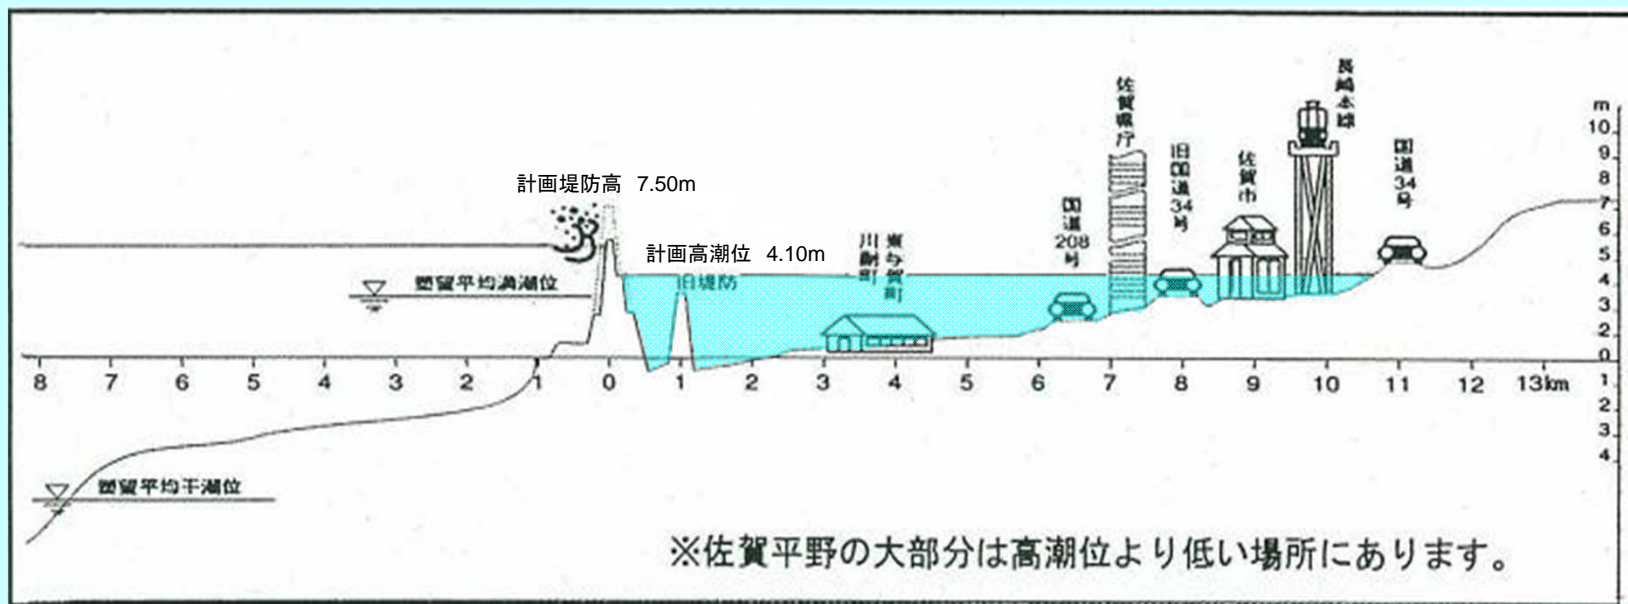 計画堤防高 7.50m
計画高潮位 4.10m
旧堤防
川副町
東与賀町
国道208号
佐賀県庁
旧国道34号
佐賀市
長崎本線
国道34号
m
10
9
8
7
6
5
4
3
2
0
1
2
3
4
朔望平均満潮位
8 7 6 5 4 3 2 1 0 1 2 3 4 5 6 7 8 9 10 11 12 13km
朔望平均干潮位
※佐賀平野の大部分は高潮位より低い場所にあります。